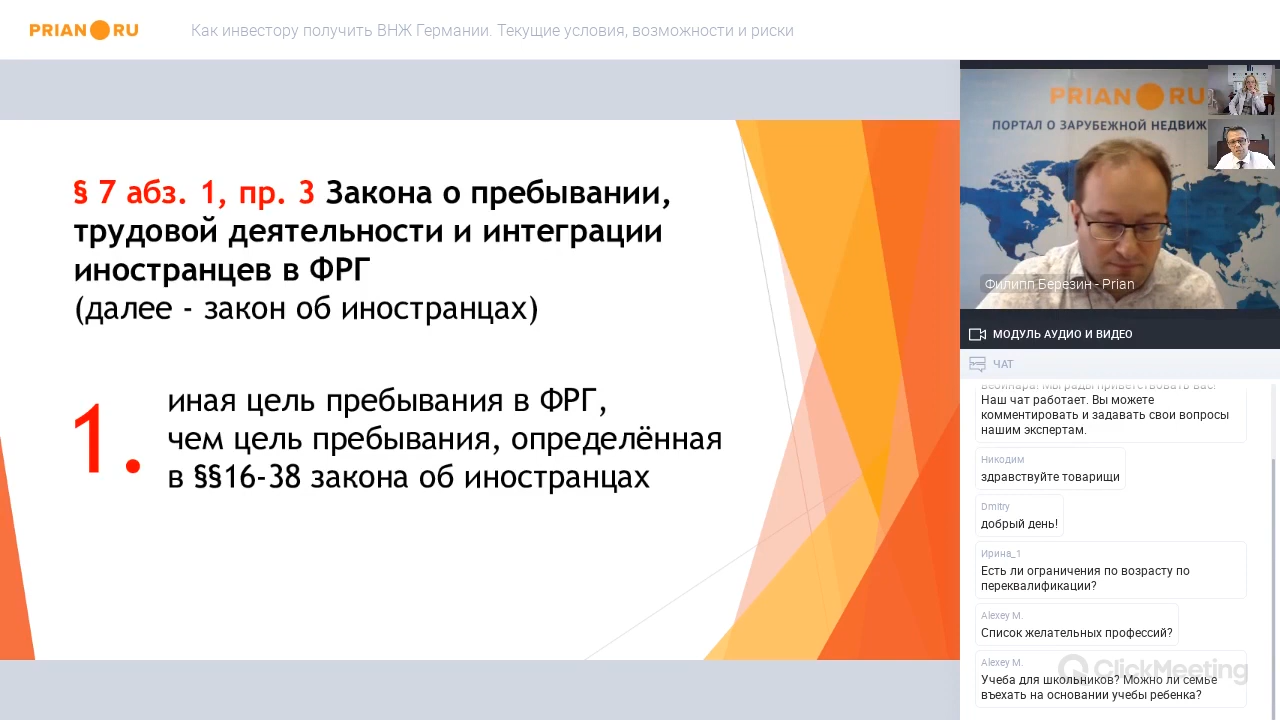 PRIAN RU
Как инвестору получить ВНЖ Германии. Текущие условия, возможности и риски
§ 7 абз. 1, пр. 3 Закона о пребывании,
трудовой деятельности и интеграции
иностранцев в ФРГ
(далее - закон об иностранцах)
1.
иная цель пребывания в ФРГ,
чем цель пребывания, определённая
в §§16-38 закона об иностранцах
PRIAN RU
ПОРТАЛ О ЗАРУБЕЖНОЙ НЕДВИЖ
Филипп Березин - Prian
МОДУЛЬ АУДИО И ВИДЕО
ЧАТ
вебинара! Мы рады приветствовать вас!
Наш чат работает. Вы можете
комментировать и задавать свои вопросы
нашим экспертам.
Никодим
здравствуйте товарищи
Dmitry
добрый день!
Ирина_1
Есть ли ограничения по возрасту по
переквалификации?
Alexey M.
Список желательных профессий?
Alexey M.
Учеба для школьников? Можно ли семье
въехать на основании учебы ребенка?
ClickMeeting